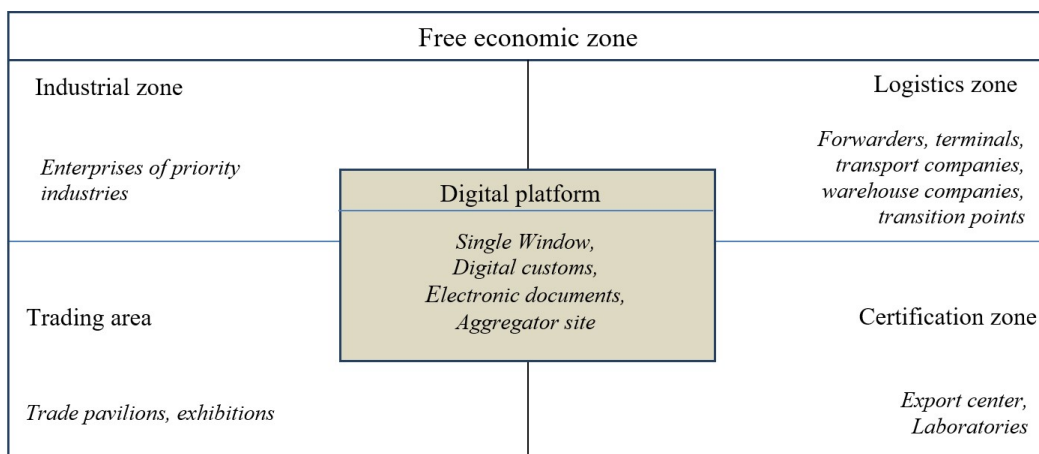 Free economic zone
Industrial zone
Enterprises of priority
industries
Logistics zone
Forwarders, terminals,
transport companies,
warehouse companies,
transition points
Digital platform
Single Window,
Digital customs,
Electronic documents,
Aggregator site
Trading area
Trade pavilions, exhibitions
Certification zone
Export center,
Laboratories